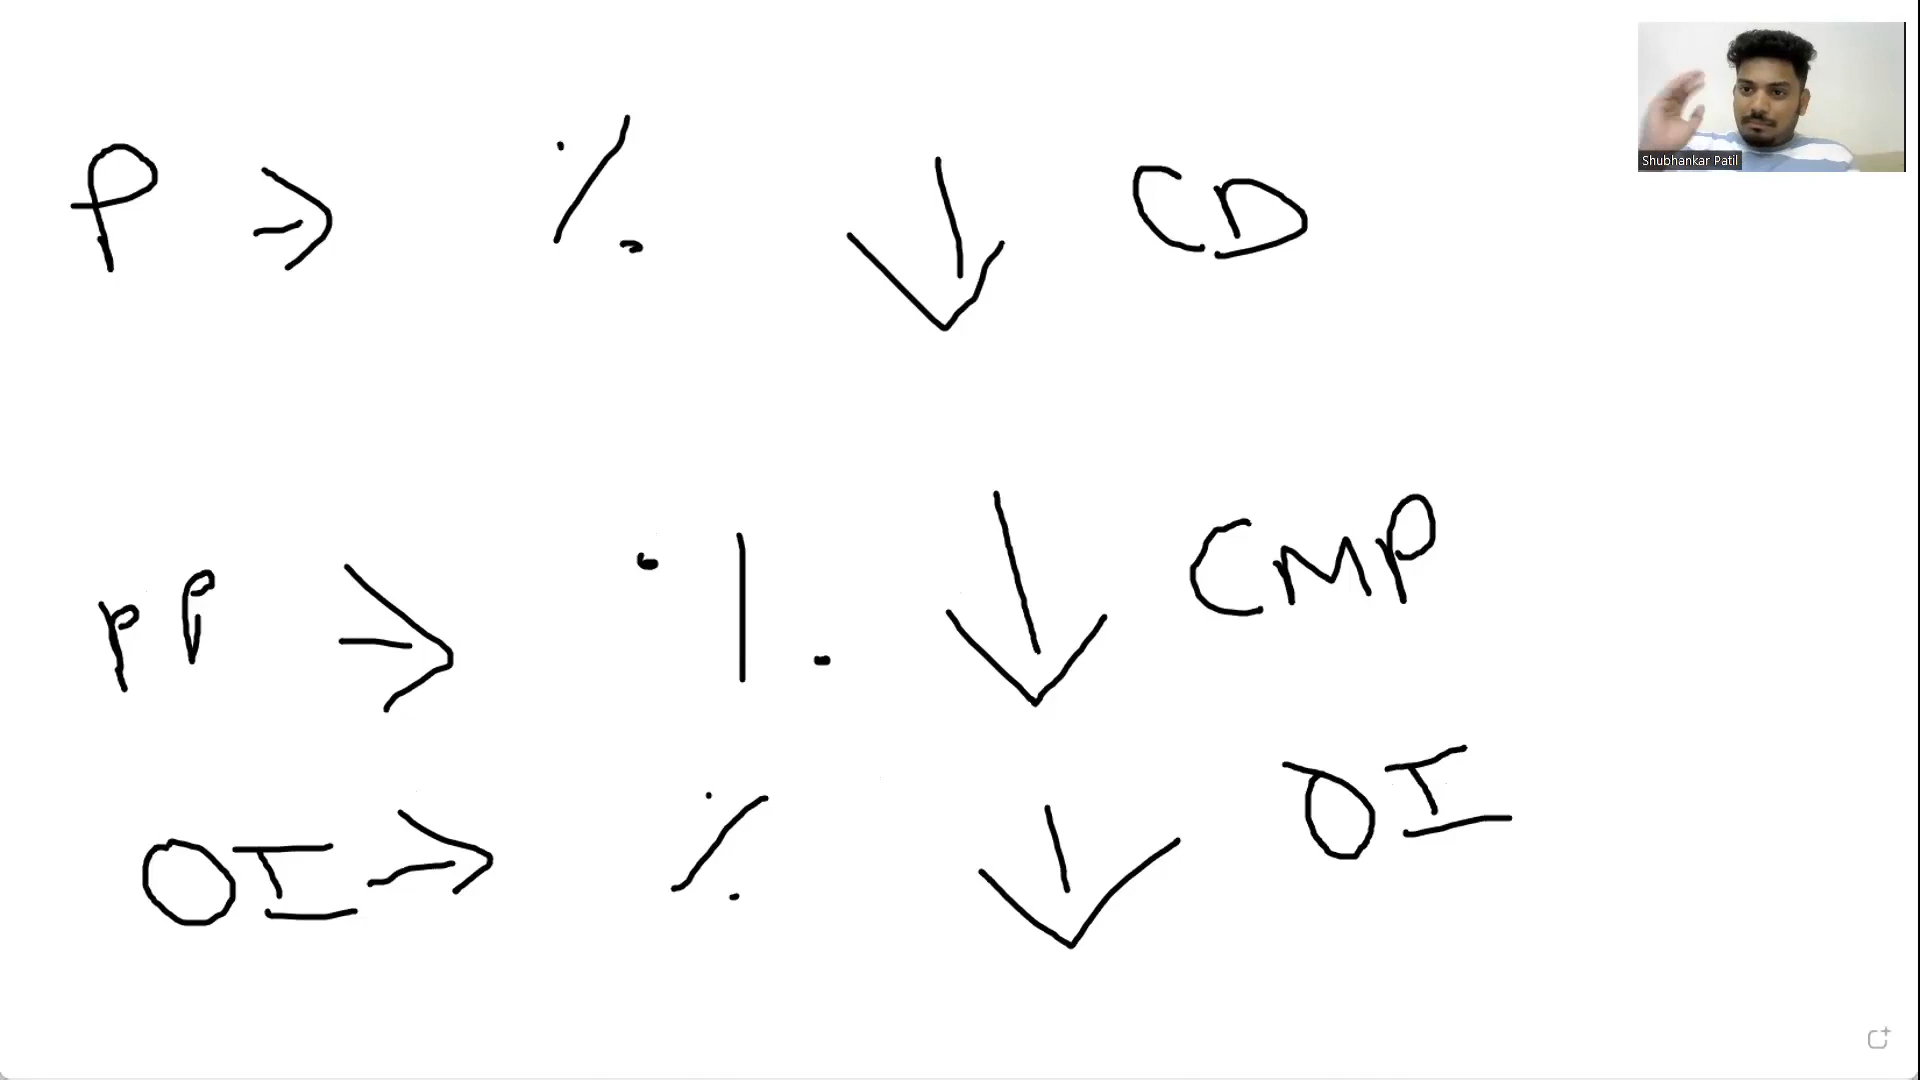 Shubhankar Patil
P → % ↓ CD
PP → % ↓ CMP
OI → % ↓ OI